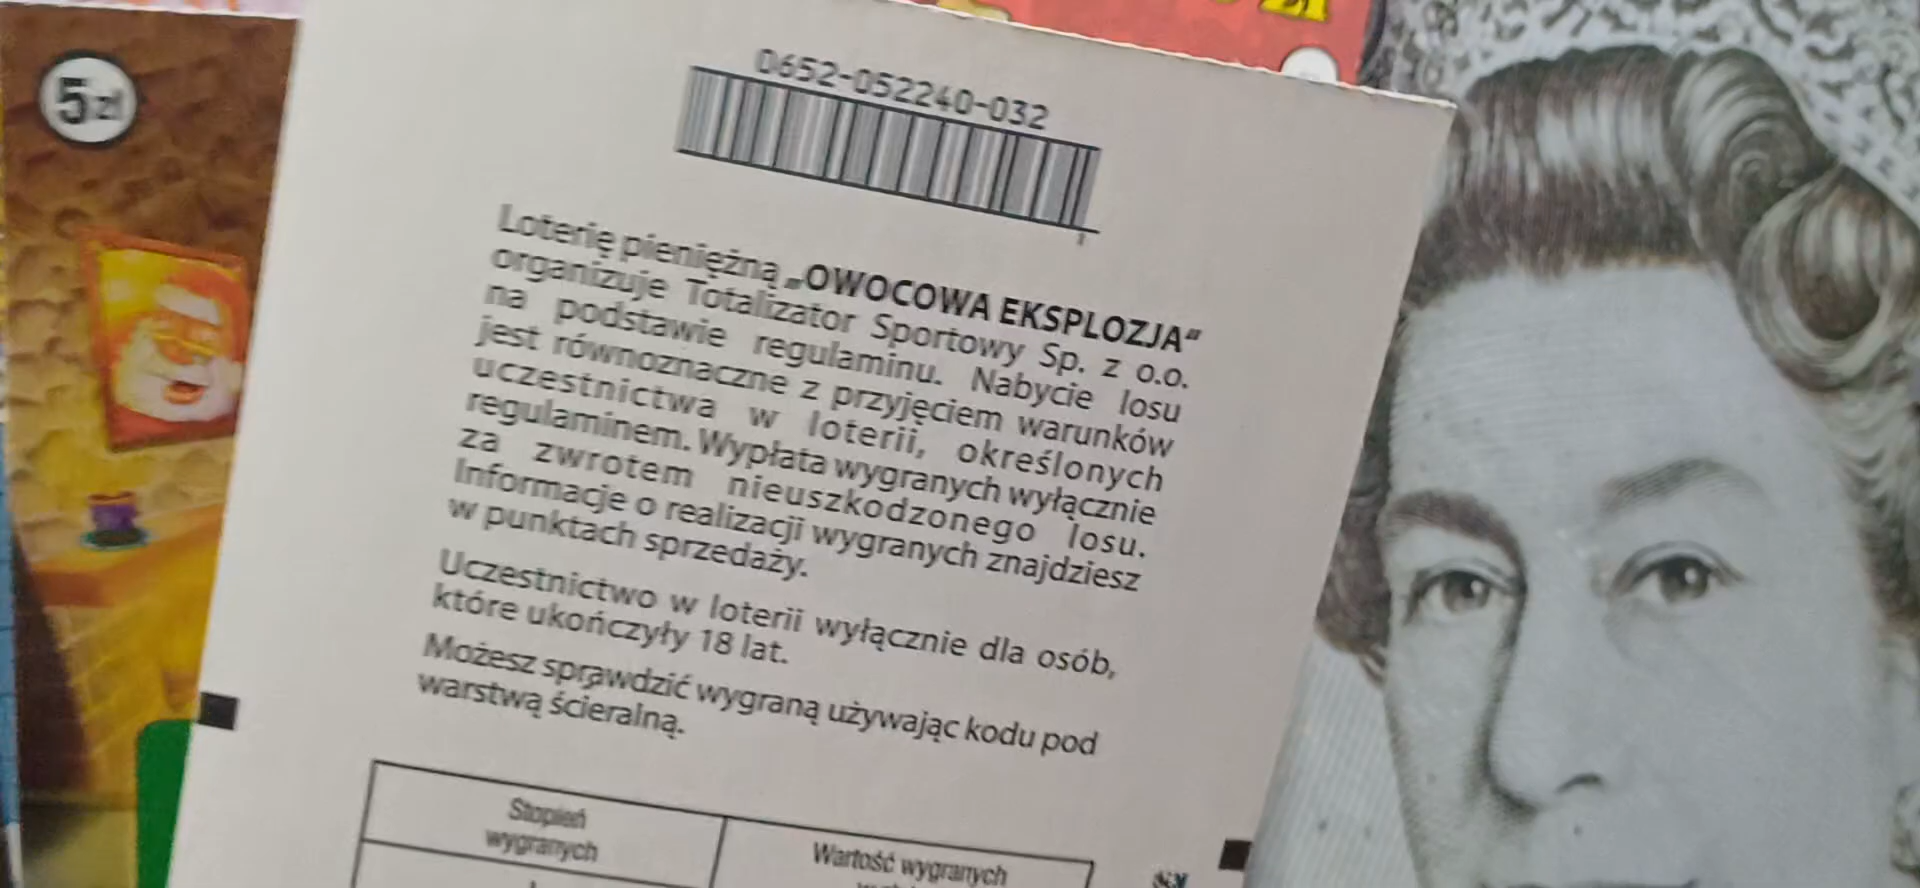 5 zł
zł
0652-052240-032
Loterię pieniężną „OWOCOWA EKSPLOZJA“
organizuje Totalizator Sportowy Sp. z o.o.
na podstawie regulaminu. Nabycie losu
jest równoznaczne z przyjęciem warunków
uczestnictwa w loterii, określonych
regulaminem. Wypłata wygranych wyłącznie
za zwrotem nieuszkodzonego losu.
Informacje o realizacji wygranych znajdziesz
w punktach sprzedaży.
Uczestnictwo w loterii wyłącznie dla osób,
które ukończyły 18 lat.
Możesz sprawdzić wygraną używając kodu pod
warstwą ścieralną.
Stopień
wygranych
Wartość wygranych